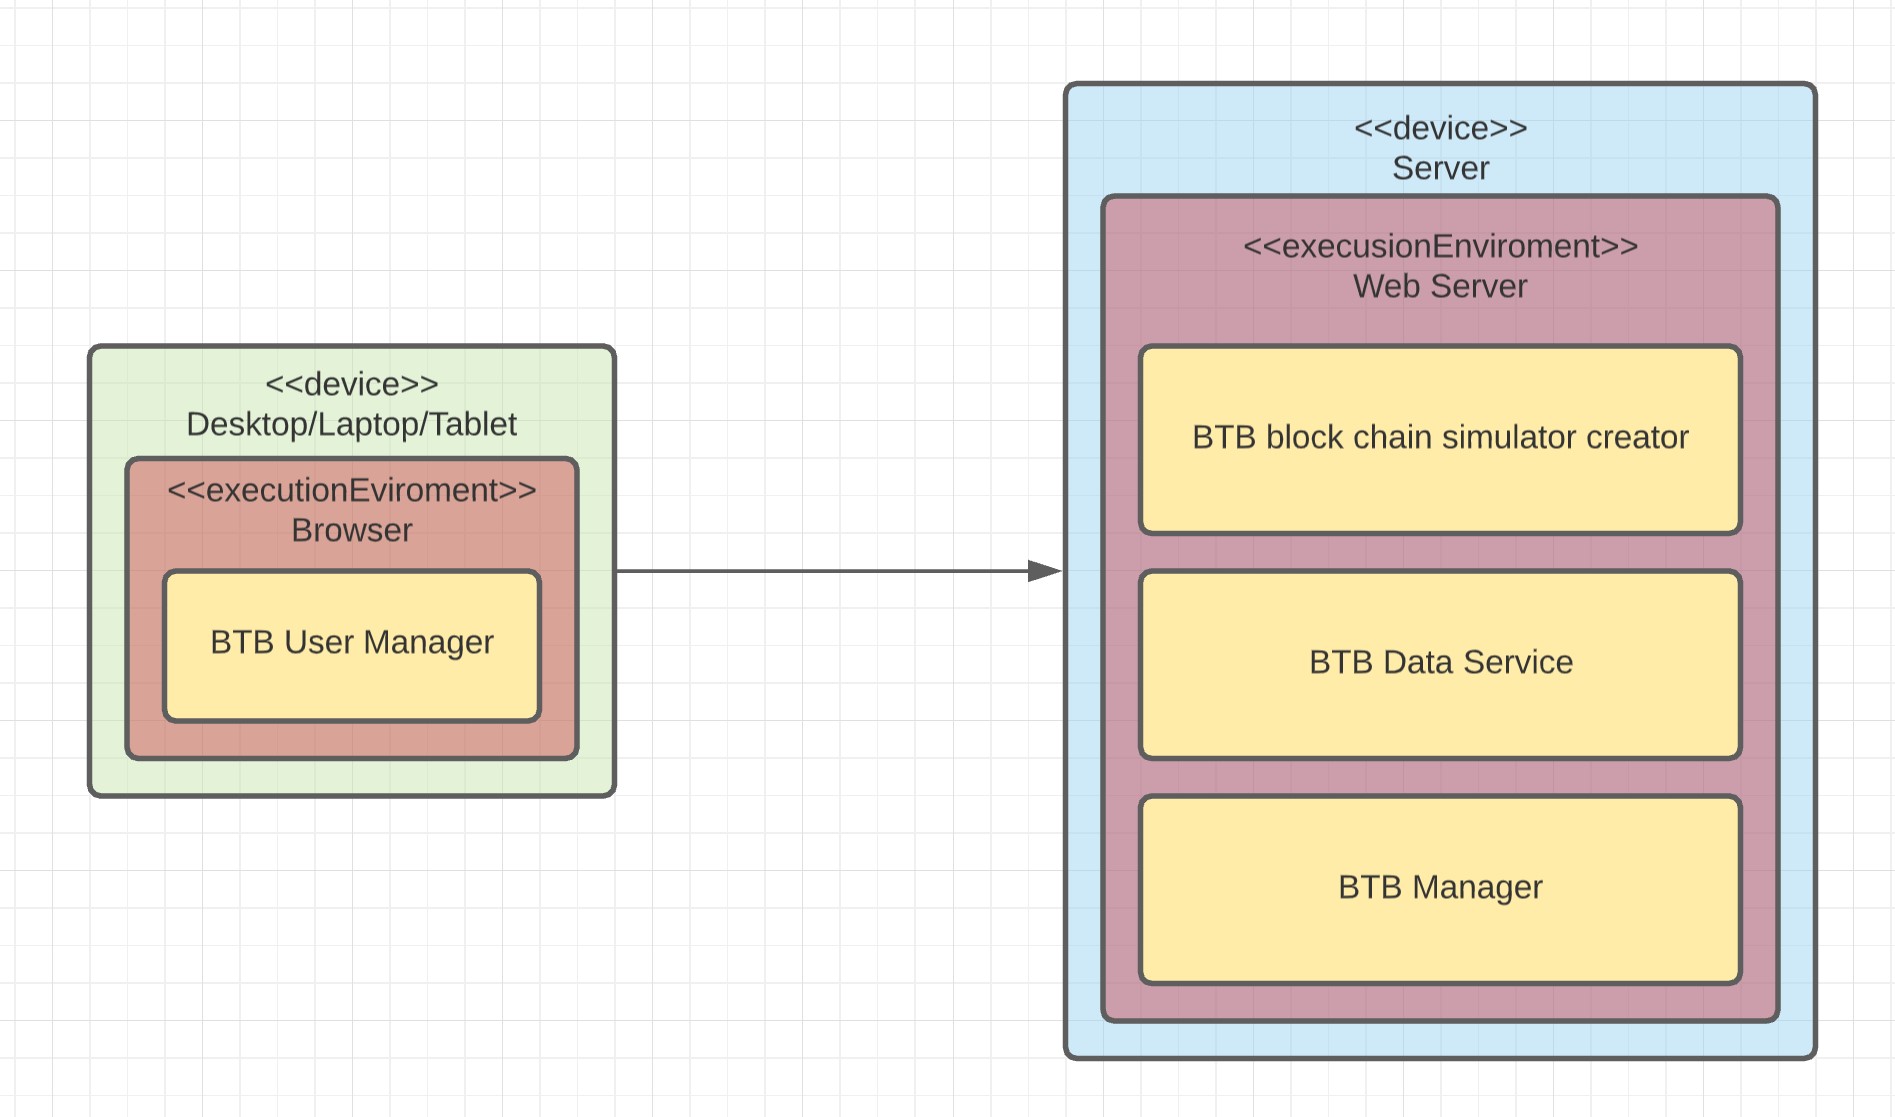 <<device>>
Desktop/Laptop/Tablet
<<executionEviroment>>
Browser
BTB User Manager
<<device>>
Server
<<execusionEnviroment>>
Web Server
BTB block chain simulator creator
BTB Data Service
BTB Manager